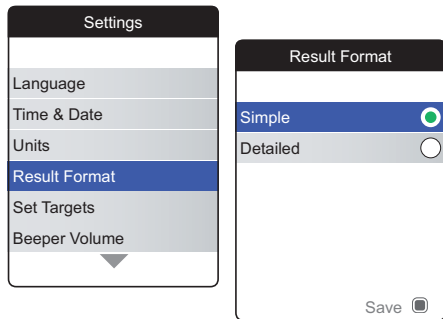 Settings
Language
Time & Date
Units
Result Format
Set Targets
Beeper Volume
Result Format
Simple
Detailed
Save